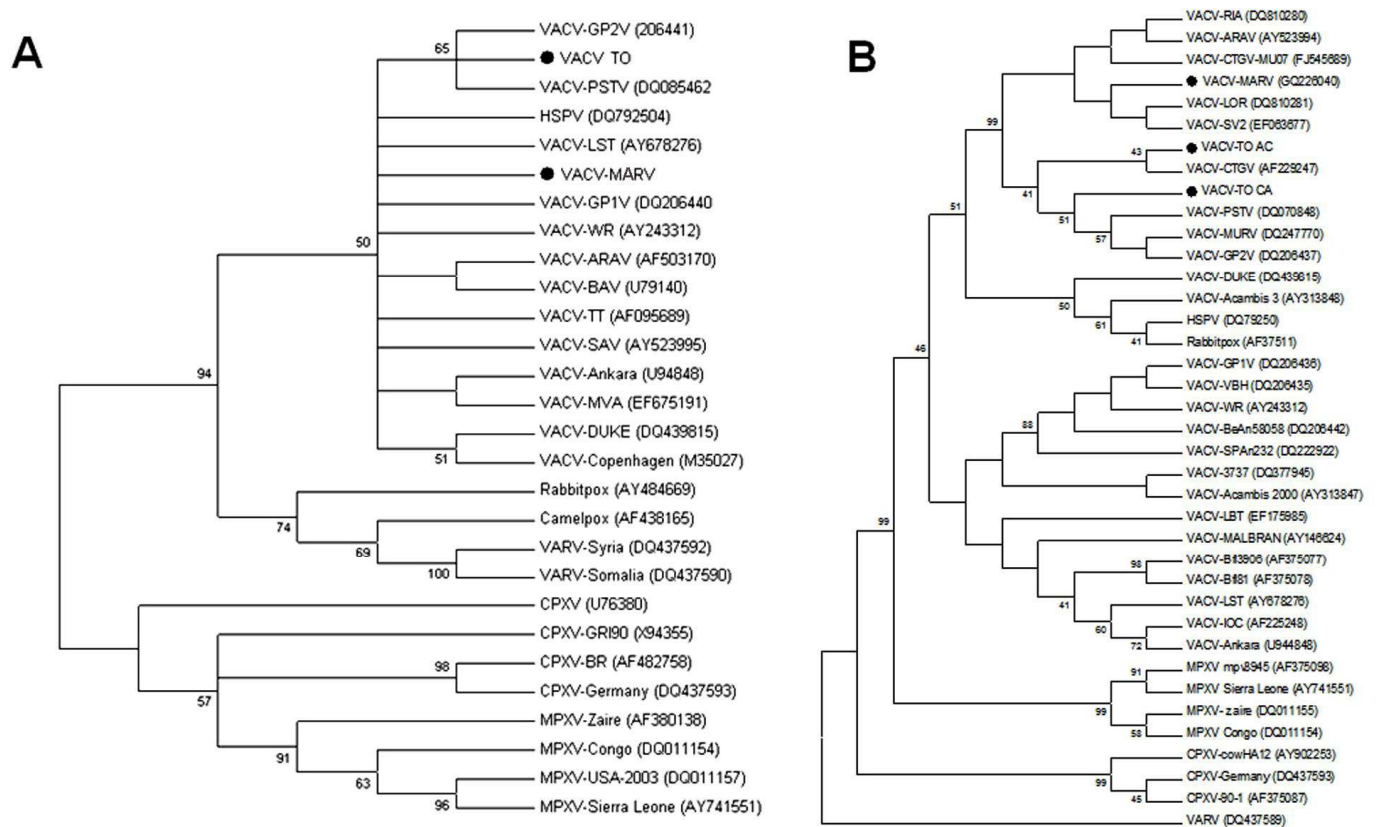 A
VACV-GP2V (206441)
65
VACV TO
VACV-PSTV (DQ085462
HSPV (DQ792504)
VACV-LST (AY678276)
VACV-MARV
VACV-GP1V (DQ206440
VACV-WR (AY243312)
50
VACV-ARAV (AF503170)
VACV-BAV (U79140)
VACV-TT (AF095689)
VACV-SAV (AY523995)
94
VACV-Ankara (U94848)
VACV-MVA (EF675191)
VACV-DUKE (DQ439815)
51
VACV-Copenhagen (M35027)
Rabbitpox (AY484669)
74
Camelpox (AF438165)
69
VARV-Syria (DQ437592)
100
VARV-Somalia (DQ437590)
CPXV (U76380)
CPXV-GRI90 (X94355)
98
CPXV-BR (AF482758)
57
CPXV-Germany (DQ437593)
MPXV-Zaire (AF380138)
91
MPXV-Congo (DQ011154)
63
MPXV-USA-2003 (DQ011157)
96
MPXV-Sierra Leone (AY741551)
B
VACV-RIA (DQ810280)
VACV-ARAV (AY523994)
VACV-CTGV-MU07 (FJ545689)
VACV-MARV (GQ226040)
VACV-LOR (DQ810281)
99
VACV-SV2 (EF063677)
43
VACV-TO AC
VACV-CTGV (AF229247)
41
VACV-TO CA
51
51
VACV-PSTV (DQ070848)
57
VACV-MURV (DQ247770)
VACV-GP2V (DQ206437)
VACV-DUKE (DQ439815)
50
VACV-Acambis 3 (AY313848)
61
HSPV (DQ79250)
41
Rabbitpox (AF37511)
46
VACV-GP1V (DQ206436)
VACV-VBH (DQ206435)
VACV-WR (AY243312)
88
VACV-BeAn58058 (DQ206442)
VACV-SPAn232 (DQ222922)
VACV-3737 (DQ377945)
VACV-Acambis 2000 (AY313847)
VACV-LBT (EF175985)
99
VACV-MALBRAN (AY146624)
98
VACV-Bfl3906 (AF375077)
VACV-Bfl81 (AF375078)
41
VACV-LST (AY678276)
60
VACV-IOC (AF225248)
72
VACV-Ankara (U944848)
91
MPXV mpv8945 (AF375098)
MPXV Sierra Leone (AY741551)
99
MPXV- zaire (DQ011155)
58
MPXV Congo (DQ011154)
CPXV-cowHA12 (AY902253)
99
CPXV-Germany (DQ437593)
45
CPXV-90-1 (AF375087)
VARV (DQ437589)